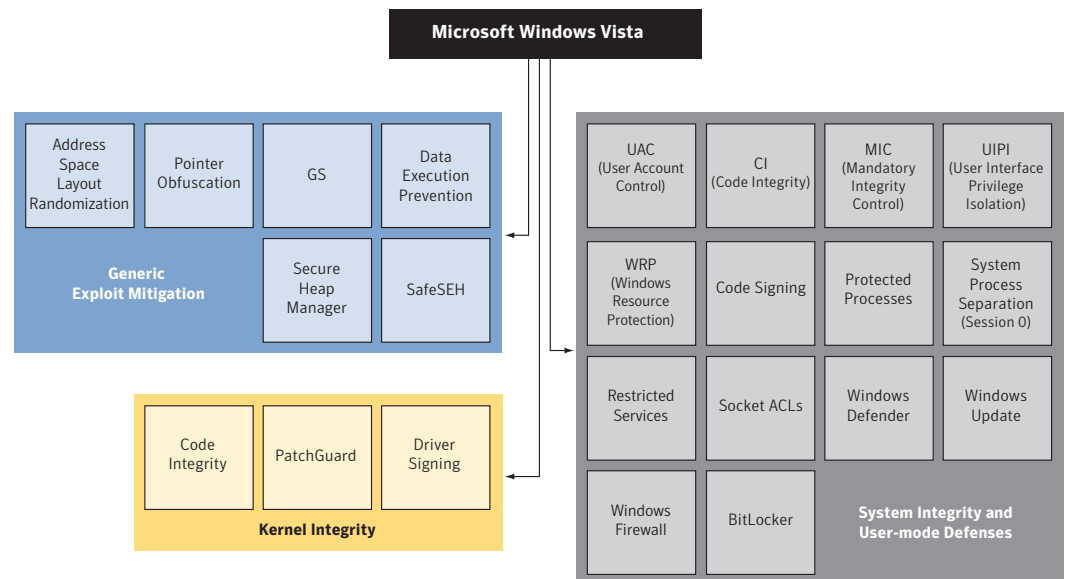 Microsoft Windows Vista
Address
Space
Layout
Randomization
Pointer
Obfuscation
GS
Data
Execution
Prevention
Generic
Exploit Mitigation
Secure
Heap
Manager
SafeSEH
Code
Integrity
PatchGuard
Driver
Signing
Kernel Integrity
UAC
(User Account
Control)
CI
(Code Integrity)
MIC
(Mandatory
Integrity
Control)
UIPI
(User Interface
Privilege
Isolation)
WRP
(Windows
Resource
Protection)
Code Signing
Protected
Processes
System
Process
Separation
(Session 0)
Restricted
Services
Socket ACLs
Windows
Defender
Windows
Update
Windows
Firewall
BitLocker
System Integrity and
User-mode Defenses